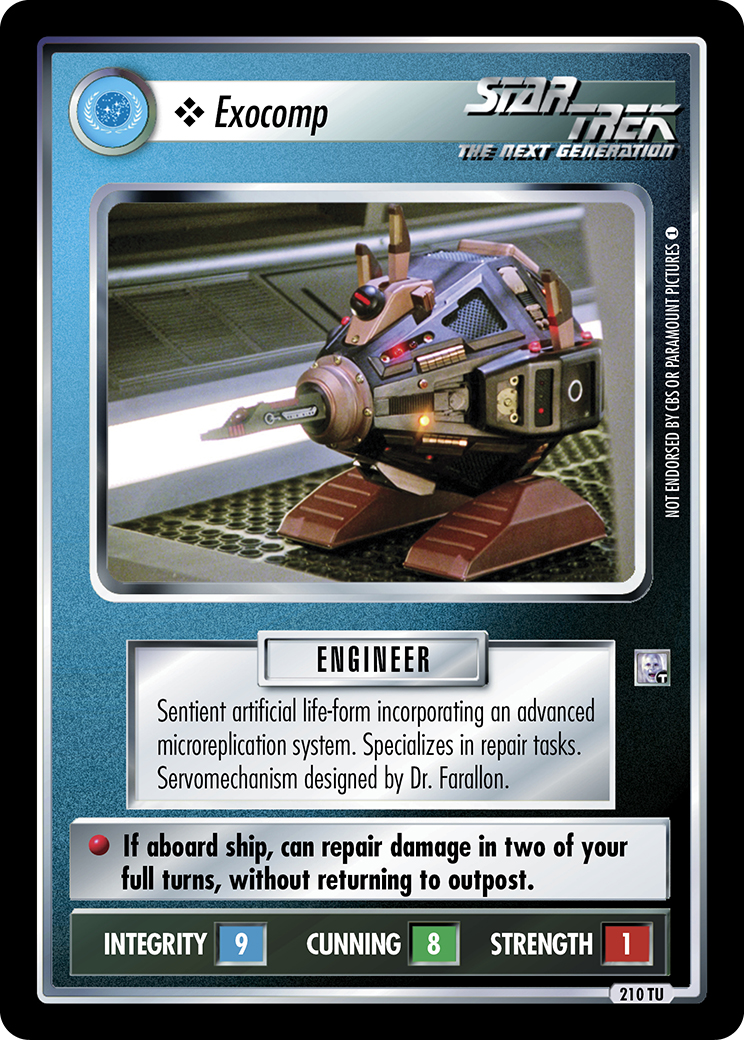 ❖ Exocomp
STAR TREK
THE NEXT GENERATION
NOT ENDORSED BY CBS OR PARAMOUNT PICTURES 1
ENGINEER
Sentient artificial life-form incorporating an advanced
microreplication system. Specializes in repair tasks.
Servomechanism designed by Dr. Farallon.
T
If aboard ship, can repair damage in two of your
full turns, without returning to outpost.
INTEGRITY 9 CUNNING 8 STRENGTH 1
210 TU